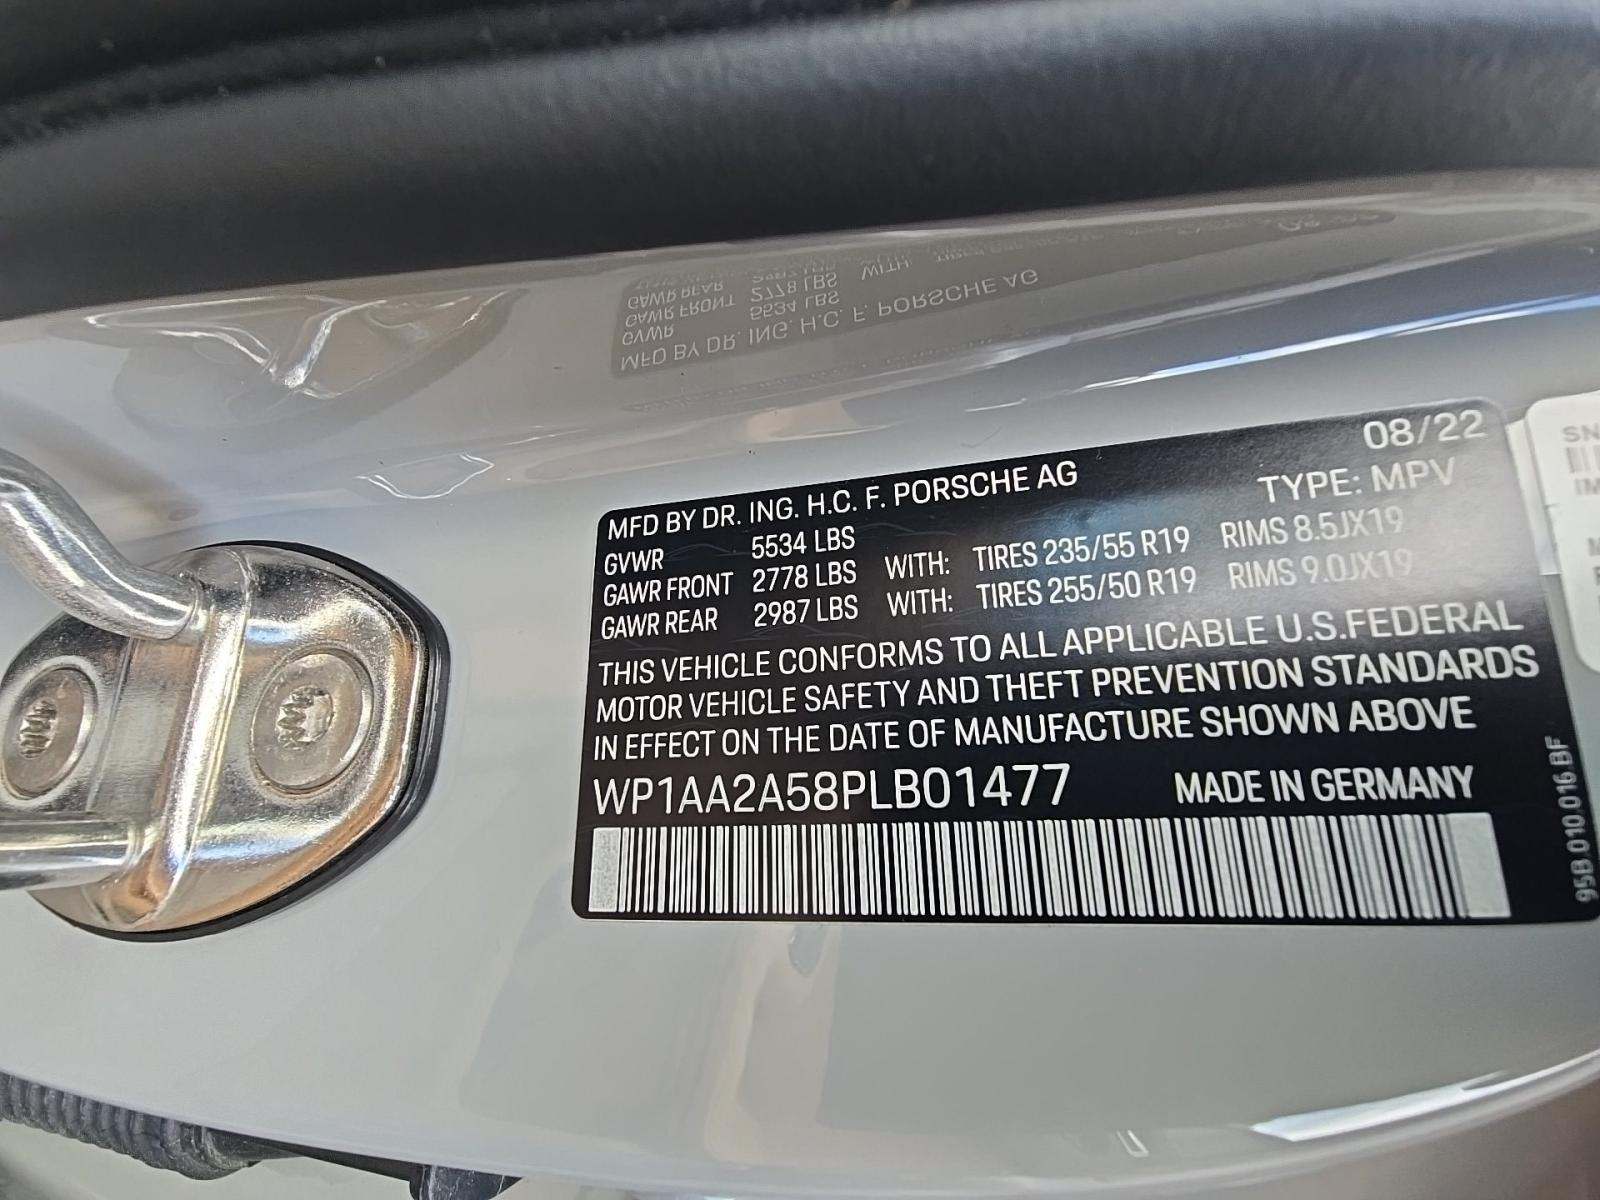 08/22
MFD BY DR. ING. H.C. F. PORSCHE AG TYPE: MPV
GVWR 5534 LBS
GAWR FRONT 2778 LBS WITH: TIRES 235/55 R19 RIMS 8.5JX19
GAWR REAR 2987 LBS WITH: TIRES 255/50 R19 RIMS 9.0JX19
THIS VEHICLE CONFORMS TO ALL APPLICABLE U.S.FEDERAL
MOTOR VEHICLE SAFETY AND THEFT PREVENTION STANDARDS
IN EFFECT ON THE DATE OF MANUFACTURE SHOWN ABOVE
WP1AA2A58PLB01477 MADE IN GERMANY
95B.010.016 BF
SN